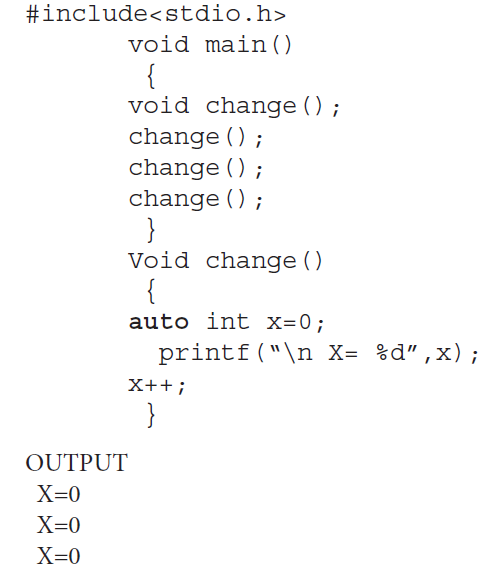 #include<stdio.h>
void main()
{
void change();
change();
change();
change();
}
Void change()
{
auto int x=0;
printf(“\n X= %d”,x);
X++;
}
OUTPUT
X=0
X=0
X=0